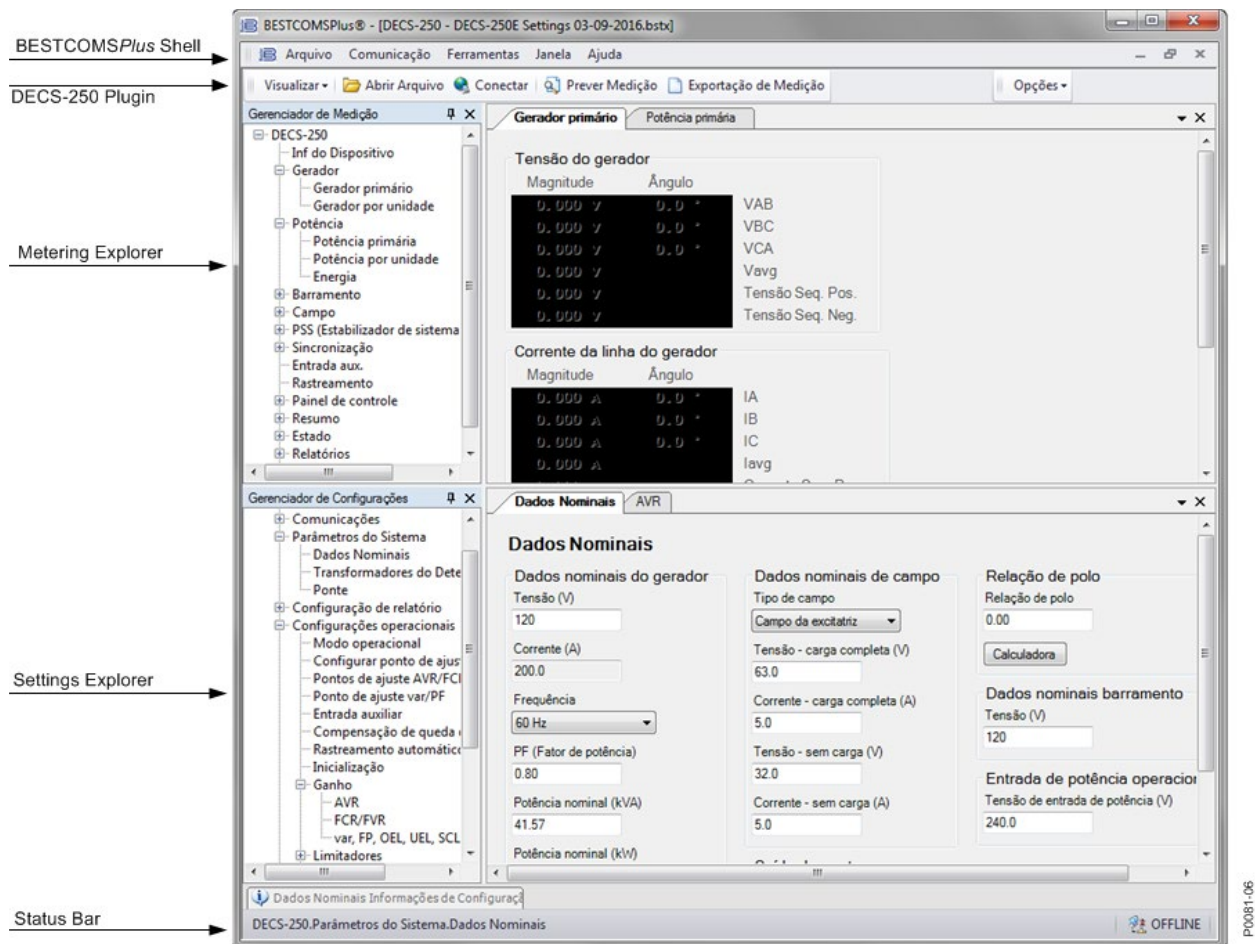 BESTCOMSPlus® - [DECS-250 - DECS-250E Settings 03-09-2016.bstx]
BESTCOMSPlus Shell
Arquivo Comunicação Ferramentas Janela Ajuda
DECS-250 Plugin
Visualizar Abrir Arquivo Conectar Prever Medição Exportação de Medição Opções
Gerenciador de Medição
DECS-250
Inf do Dispositivo
Gerador
Gerador primário
Gerador por unidade
Potência
Potência primária
Potência por unidade
Energia
Barramento
Campo
PSS (Estabilizador de sistema
Sincronização
Entrada aux.
Rastreamento
Painel de controle
Resumo
Estado
Relatórios
Metering Explorer
Gerador primário Potência primária
Tensão do gerador
Magnitude Ângulo
0.000 V 0.0 ° VAB
0.000 V 0.0 ° VBC
0.000 V 0.0 ° VCA
0.000 V Vavg
0.000 V Tensão Seq. Pos.
0.000 V Tensão Seq. Neg.
Corrente da linha do gerador
Magnitude Ângulo
0.000 A 0.0 ° IA
0.000 A 0.0 ° IB
0.000 A 0.0 ° IC
0.000 A Iavg
Gerenciador de Configurações
Comunicações
Parâmetros do Sistema
Dados Nominais
Transformadores do Dete
Ponte
Configuração de relatório
Configurações operacionais
Modo operacional
Configurar ponto de ajus
Pontos de ajuste AVR/FCI
Ponto de ajuste var/PF
Entrada auxiliar
Compensação de queda
Rastreamento automátic
Inicialização
Ganho
AVR
FCR/FVR
var, FP, OEL, UEL, SCL
Limitadores
Settings Explorer
Dados Nominais AVR
Dados Nominais
Dados nominais do gerador
Tensão (V)
120
Corrente (A)
200.0
Frequência
60 Hz
PF (Fator de potência)
0.80
Potência nominal (kVA)
41.57
Potência nominal (kW)
Dados nominais de campo
Tipo de campo
Campo da excitatriz
Tensão - carga completa (V)
63.0
Corrente - carga completa (A)
5.0
Tensão - sem carga (V)
32.0
Corrente - sem carga (A)
5.0
Relação de polo
Relação de polo
0.00
Calculadora
Dados nominais barramento
Tensão (V)
120
Entrada de potência operacior
Tensão de entrada de potência (V)
240.0
Dados Nominais Informações de Configuraçã
Status Bar
DECS-250.Parâmetros do Sistema.Dados Nominais OFFLINE
P0081-06